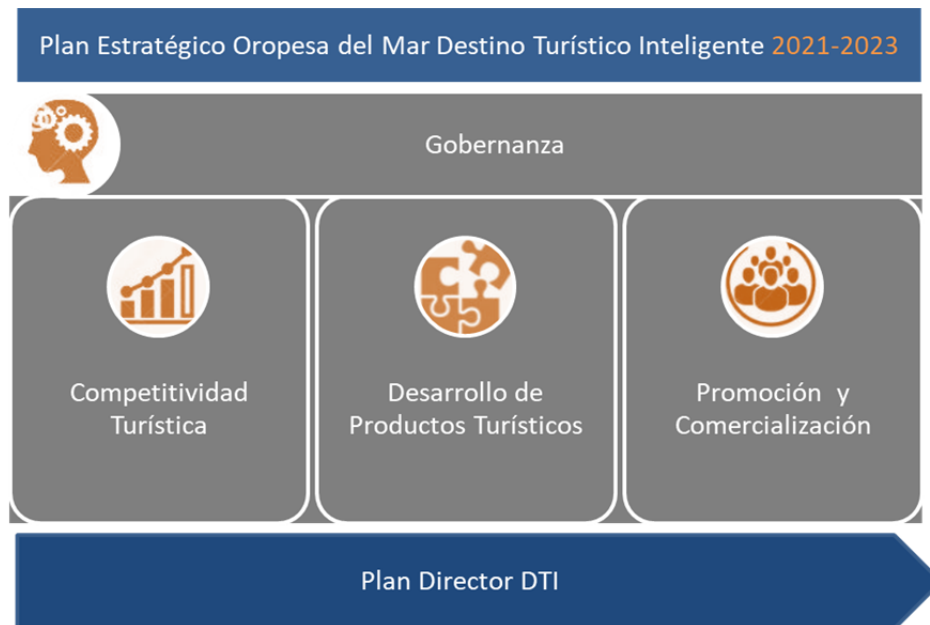 Plan Estratégico Oropesa del Mar Destino Turístico Inteligente 2021-2023
Gobernanza
Competitividad
Turística
Desarrollo de
Productos Turísticos
Promoción y
Comercialización
Plan Director DTI